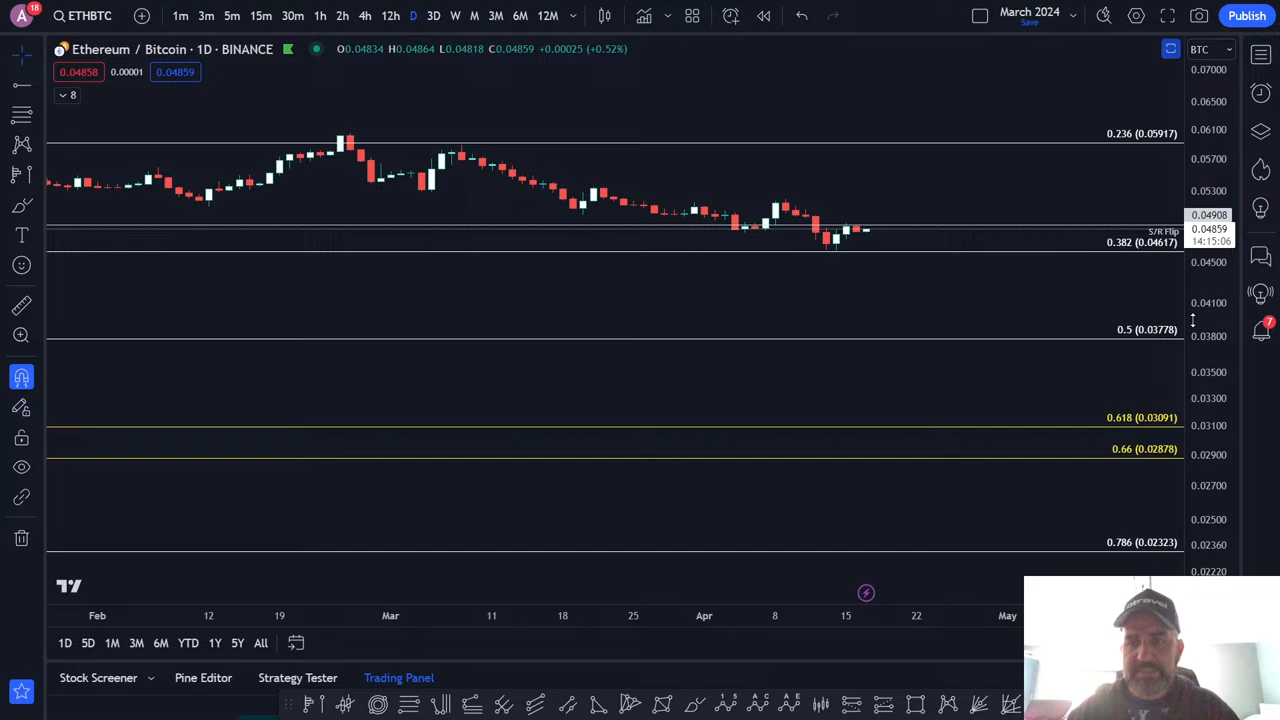 A 18 ETHBTC 1m 3m 5m 15m 30m 1h 2h 4h 12h D 3D W M 3M 6M 12M March 2024 Save Publish
Ethereum / Bitcoin · 1D · BINANCE O0.04834 H0.04864 L0.04818 C0.04859 +0.00025 (+0.52%) BTC
0.04858 0.00001 0.04859
8
0.07000
0.06500
0.06100
0.236 (0.05917)
0.05700
0.05300
0.04908
S/R Flip 0.04859
0.382 (0.04617) 14:15:06
0.04500
0.04100
0.5 (0.03778) 0.03800
7
0.03500
0.03300
0.618 (0.03091) 0.03100
0.66 (0.02878) 0.02900
0.02700
0.02500
0.786 (0.02323) 0.02360
0.02220
Feb 12 19 Mar 11 18 25 Apr 8 15 22 May
1D 5D 1M 3M 6M YTD 1Y 5Y All
Stock Screener Pine Editor Strategy Tester Trading Panel
1 5 A C A E